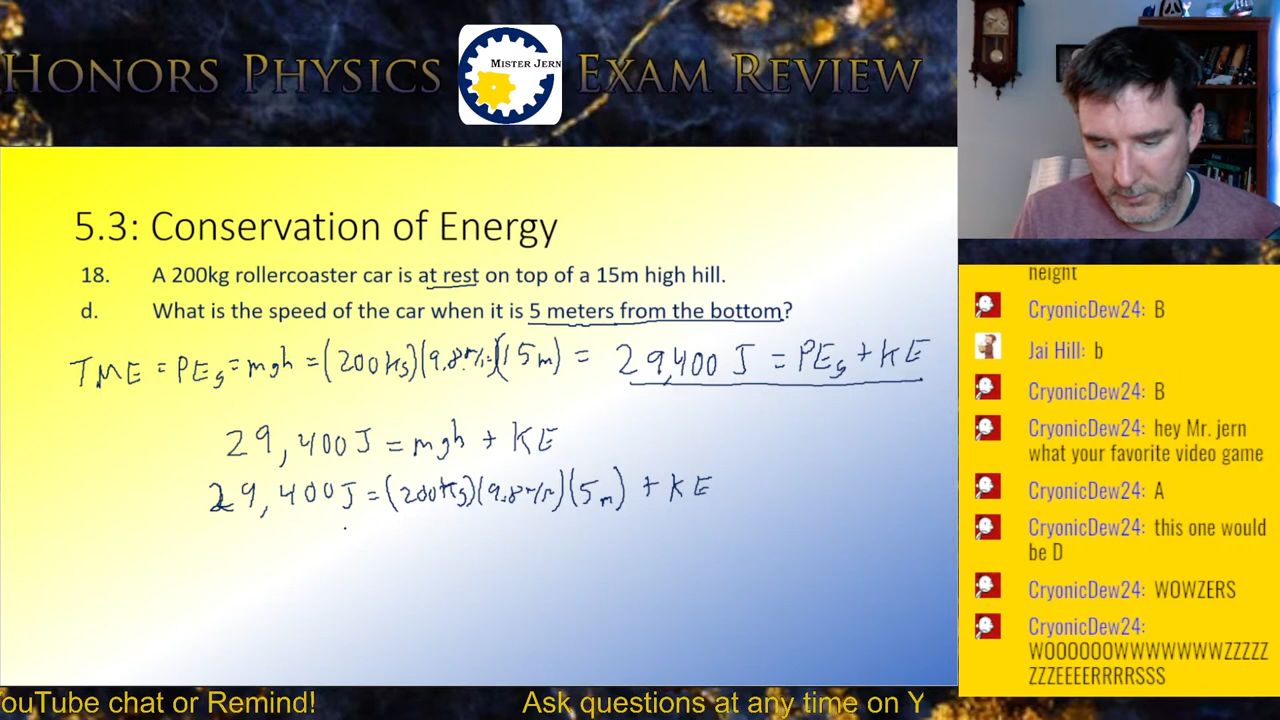 HONORS PHYSICS MISTER JERN EXAM REVIEW
5.3: Conservation of Energy
18. A 200kg rollercoaster car is at rest on top of a 15m high hill.
d. What is the speed of the car when it is 5 meters from the bottom?
TME = PEg = mgh = (200kg)(9.8m/s²)(15m) = 29,400 J = PEg + KE
29,400J = mgh + KE
29,400J = (200kg)(9.8m/s²)(5m) + KE
height
CryonicDew24: B
Jai Hill: b
CryonicDew24: B
CryonicDew24: hey Mr. jern
what your favorite video game
CryonicDew24: A
CryonicDew24: this one would
be D
CryonicDew24: WOWZERS
CryonicDew24:
WOOOOOOWWWWWWWZZZZZ
ZZZEEEERRRRSSS
ouTube chat or Remind! Ask questions at any time on Y